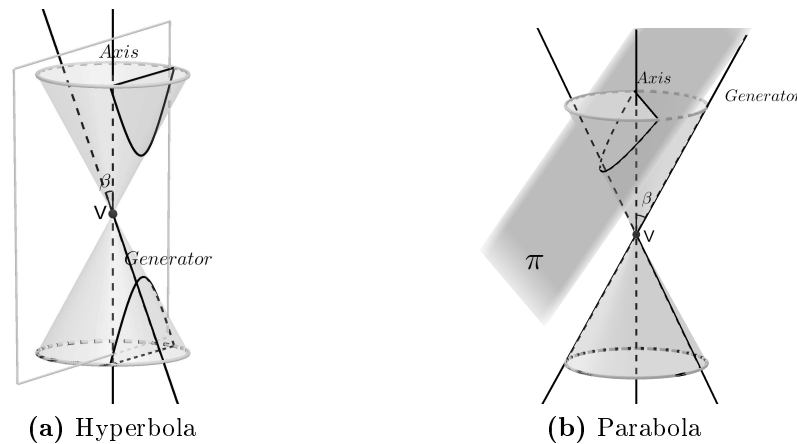 Axis
β
V
Generator
(a) Hyperbola
Axis
Generator
β
V
π
(b) Parabola